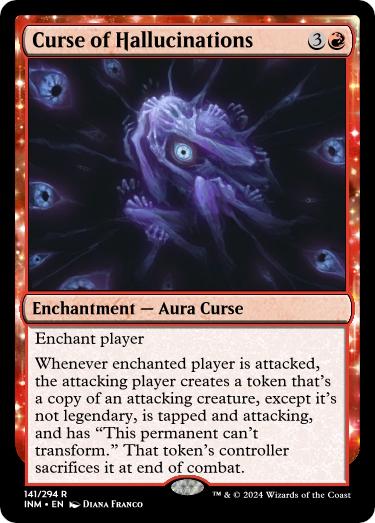 Curse of Hallucinations 3
Enchantment — Aura Curse
Enchant player
Whenever enchanted player is attacked,
the attacking player creates a token that's
a copy of an attacking creature, except it's
not legendary, is tapped and attacking,
and has “This permanent can't
transform.” That token's controller
sacrifices it at end of combat.
141/294 R
INM • EN Diana Franco
™ & © 2024 Wizards of the Coast